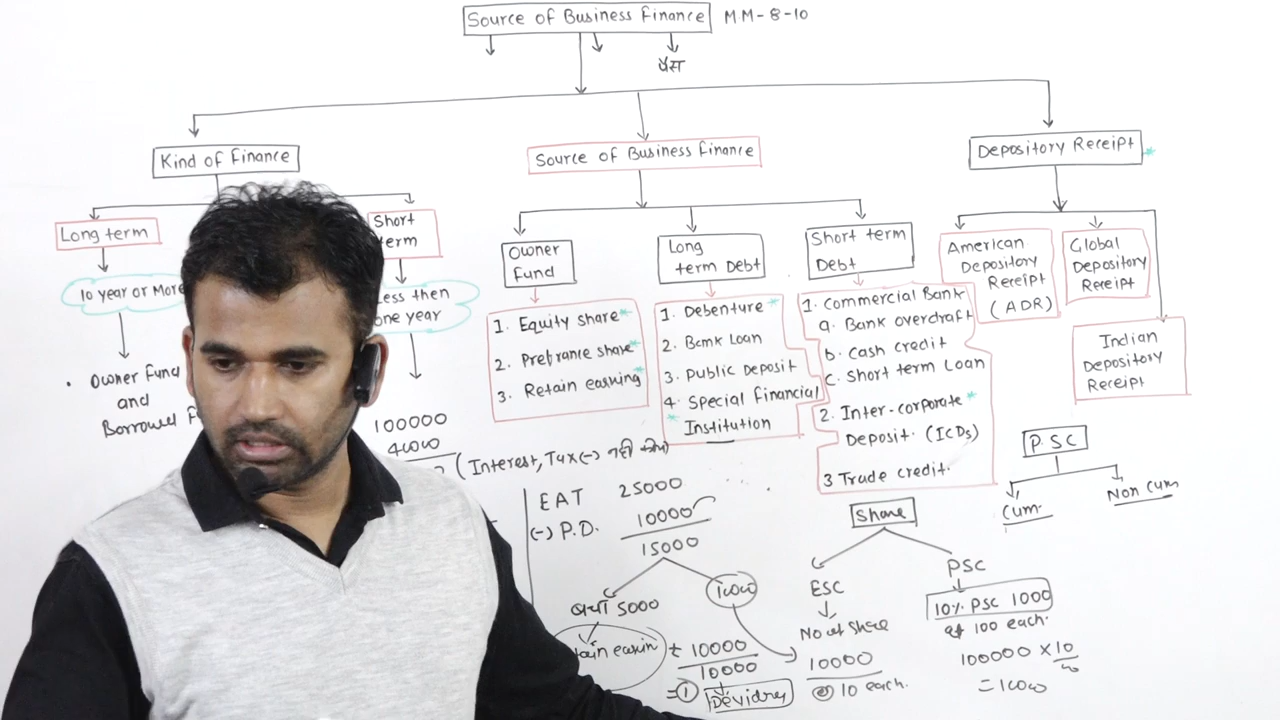 Source of Business Finance
MM-8-10
पैसा
Kind of Finance
Source of Business Finance
Depository Receipt *
Long term
Short
term
10 year or More
Less then
one year
• Owner Fund
and
Borrowed F
Owner
Fund
Long
term Debt
Short term
Debt
1. Equity share *
2. Prefrance share *
3. Retain earning *
1. Debenture *
2. Bank Loan
3. Public Deposit
4. Special Financial
* Institution
1. Commercial Bank
a. Bank overdraft
b. Cash credit
c. Short term Loan
2. Inter-corporate *
Deposit. (ICDs)
3 Trade credit.
American
Depository
Receipt
(ADR)
Global
Depository
Receipt
Indian
Depository
Receipt
PSC
Cum.
Non Cum
100000
(Interest, Tax (-) नहीं
EAT 25000
(-) P.D. 10000
15000
बचा 5000
tain earnin
10000
10000
= 1
Devidres
Share
ESC
No of Share
10000
@ 10 each.
PSC
10% PSC 1000
of 100 each.
100000 × 10